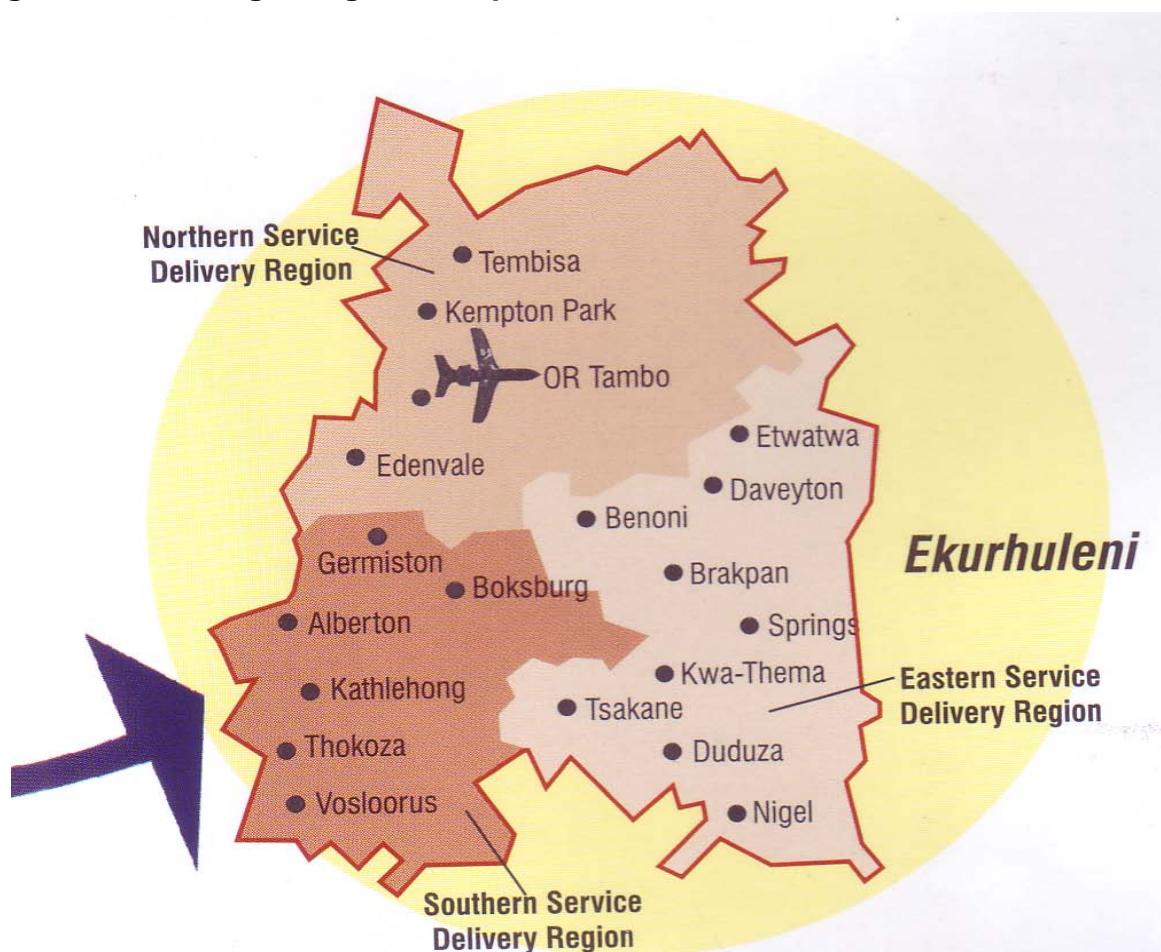 Northern Service
Delivery Region
Tembisa
Kempton Park
OR Tambo
Edenvale
Etwatwa
Daveyton
Benoni
Germiston
Boksburg
Brakpan
Ekurhuleni
Alberton
Springs
Kathlehong
Kwa-Thema
Tsakane
Eastern Service
Delivery Region
Thokoza
Duduza
Vosloorus
Nigel
Southern Service
Delivery Region